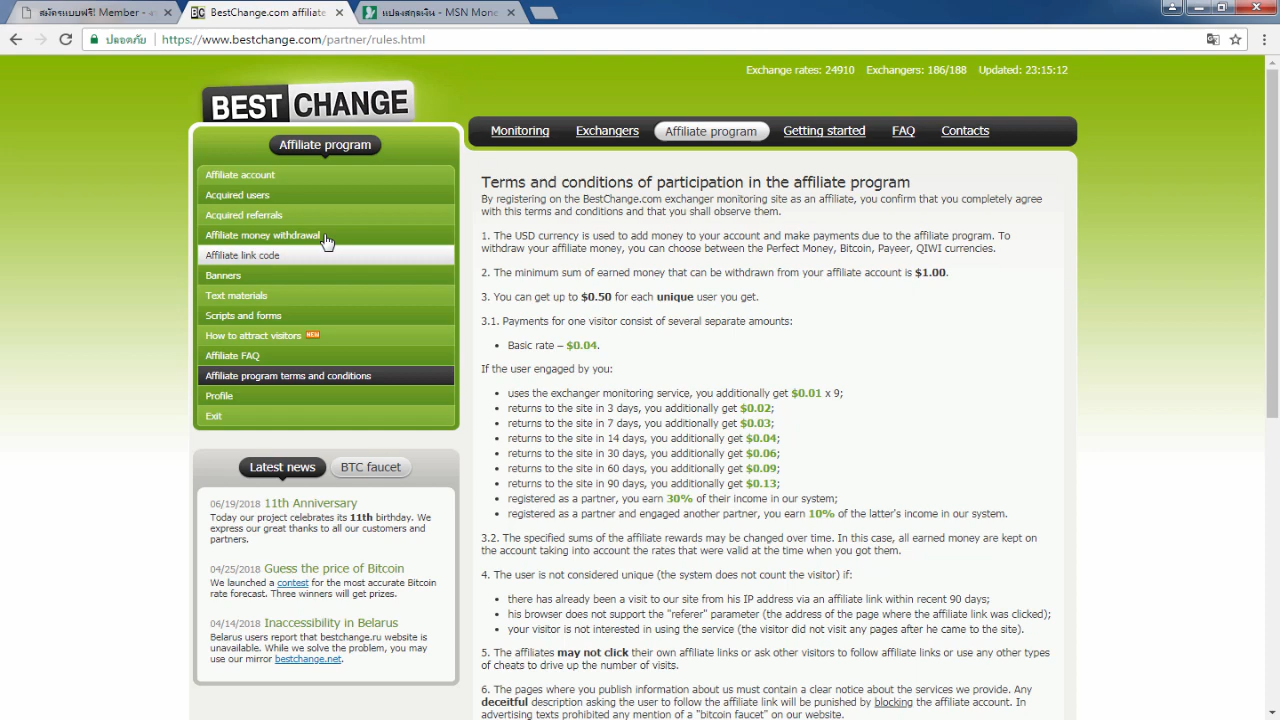 สมัครแบบฟรี! Member -
BestChange.com affiliate
แปลงสกุลเงิน - MSN Mone
ปลอดภัย
https://www.bestchange.com/partner/rules.html
Exchange rates: 24910 Exchangers: 186/188 Updated: 23:15:12
BESTCHANGE
Monitoring Exchangers Affiliate program Getting started FAQ Contacts
Affiliate program
Affiliate account
Acquired users
Acquired referrals
Affiliate money withdrawal
Affiliate link code
Banners
Text materials
Scripts and forms
How to attract visitors NEW
Affiliate FAQ
Affiliate program terms and conditions
Profile
Exit
Latest news BTC faucet
06/19/2018 11th Anniversary
Today our project celebrates its 11th birthday. We
express our great thanks to all our customers and
partners.
04/25/2018 Guess the price of Bitcoin
We launched a contest for the most accurate Bitcoin
rate forecast. Three winners will get prizes.
04/14/2018 Inaccessibility in Belarus
Belarus users report that bestchange.ru website is
unavailable. While we solve the problem, you may
use our mirror bestchange.net.
Terms and conditions of participation in the affiliate program
By registering on the BestChange.com exchanger monitoring site as an affiliate, you confirm that you completely agree
with this terms and conditions and that you shall observe them.
1. The USD currency is used to add money to your account and make payments due to the affiliate program. To
withdraw your affiliate money, you can choose between the Perfect Money, Bitcoin, Payeer, QIWI currencies.
2. The minimum sum of earned money that can be withdrawn from your affiliate account is $1.00.
3. You can get up to $0.50 for each unique user you get.
3.1. Payments for one visitor consist of several separate amounts:
• Basic rate – $0.04.
If the user engaged by you:
• uses the exchanger monitoring service, you additionally get $0.01 x 9;
• returns to the site in 3 days, you additionally get $0.02;
• returns to the site in 7 days, you additionally get $0.03;
• returns to the site in 14 days, you additionally get $0.04;
• returns to the site in 30 days, you additionally get $0.06;
• returns to the site in 60 days, you additionally get $0.09;
• returns to the site in 90 days, you additionally get $0.13;
• registered as a partner, you earn 30% of their income in our system;
• registered as a partner and engaged another partner, you earn 10% of the latter's income in our system.
3.2. The specified sums of the affiliate rewards may be changed over time. In this case, all earned money are kept on
the account taking into account the rates that were valid at the time when you got them.
4. The user is not considered unique (the system does not count the visitor) if:
• there has already been a visit to our site from his IP address via an affiliate link within recent 90 days;
• his browser does not support the "referer" parameter (the address of the page where the affiliate link was clicked);
• your visitor is not interested in using the service (the visitor did not visit any pages after he came to the site).
5. The affiliates may not click their own affiliate links or ask other visitors to follow affiliate links or use any other types
of cheats to drive up the number of visits.
6. The pages where you publish information about us must contain a clear notice about the services we provide. Any
deceitful description asking the user to follow the affiliate link will be punished by blocking the affiliate account. In
advertising texts prohibited any mention of a "bitcoin faucet" on our website.